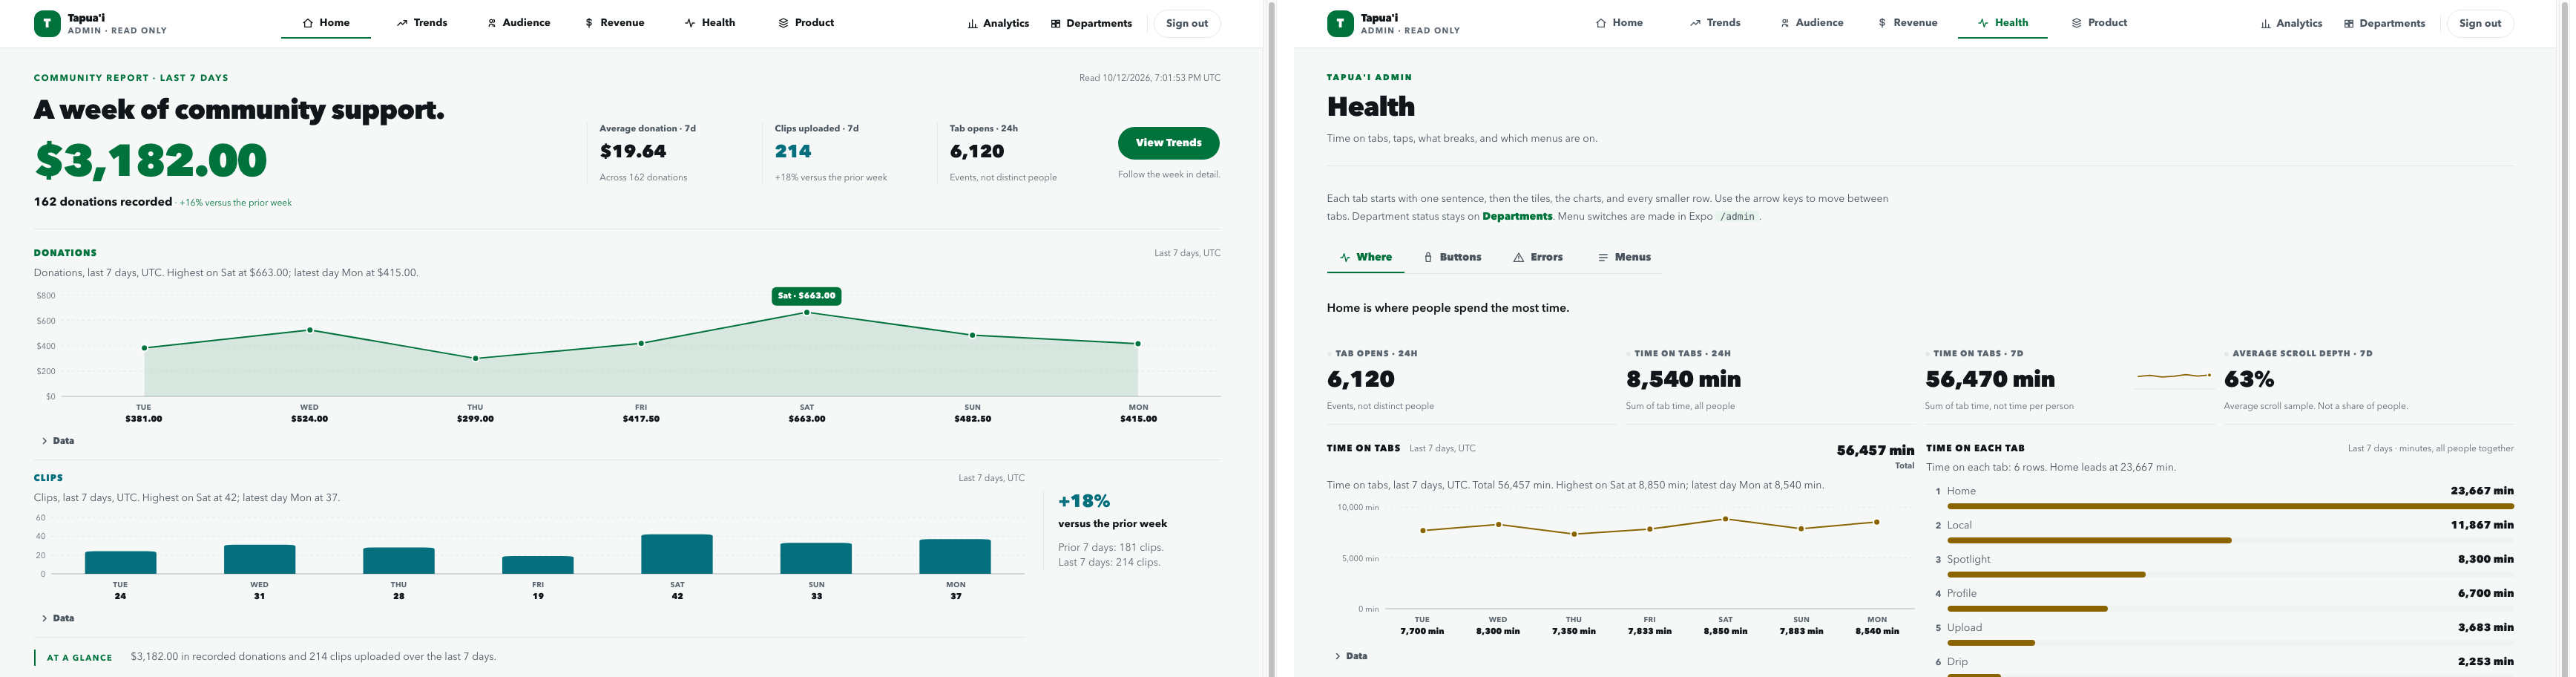 T
Tapua'i
ADMIN · READ ONLY
Home
Trends
Audience
Revenue
Health
Product
Analytics
Departments
Sign out
COMMUNITY REPORT · LAST 7 DAYS
Read 10/12/2026, 7:01:53 PM UTC
A week of community support.
$3,182.00
162 donations recorded · +16% versus the prior week
Average donation · 7d
$19.64
Across 162 donations
Clips uploaded · 7d
214
+18% versus the prior week
Tab opens · 24h
6,120
Events, not distinct people
View Trends
Follow the week in detail.
DONATIONS
Last 7 days, UTC
Donations, last 7 days, UTC. Highest on Sat at $663.00; latest day Mon at $415.00.
$800
$600
$400
$200
$0
Sat · $663.00
TUE WED THU FRI SAT SUN MON
$381.00 $524.00 $299.00 $417.50 $663.00 $482.50 $415.00
Data
CLIPS
Last 7 days, UTC
Clips, last 7 days, UTC. Highest on Sat at 42; latest day Mon at 37.
60
40
20
0
TUE WED THU FRI SAT SUN MON
24 31 28 19 42 33 37
+18%
versus the prior week
Prior 7 days: 181 clips.
Last 7 days: 214 clips.
Data
AT A GLANCE
$3,182.00 in recorded donations and 214 clips uploaded over the last 7 days.
T
Tapua'i
ADMIN · READ ONLY
Home
Trends
Audience
Revenue
Health
Product
Analytics
Departments
Sign out
TAPUA'I ADMIN
Health
Time on tabs, taps, what breaks, and which menus are on.
Each tab starts with one sentence, then the tiles, the charts, and every smaller row. Use the arrow keys to move between
tabs. Department status stays on Departments. Menu switches are made in Expo /admin.
Where
Buttons
Errors
Menus
Home is where people spend the most time.
TAB OPENS · 24H
6,120
Events, not distinct people
TIME ON TABS · 24H
8,540 min
Sum of tab time, all people
TIME ON TABS · 7D
56,470 min
Sum of tab time, not time per person
AVERAGE SCROLL DEPTH · 7D
63%
Average scroll sample. Not a share of people.
TIME ON TABS Last 7 days, UTC
56,457 min
Total
Time on tabs, last 7 days, UTC. Total 56,457 min. Highest on Sat at 8,850 min; latest day Mon at 8,540 min.
10,000 min
5,000 min
0 min
TUE WED THU FRI SAT SUN MON
7,700 min 8,300 min 7,350 min 7,833 min 8,850 min 7,883 min 8,540 min
Data
TIME ON EACH TAB
Last 7 days · minutes, all people together
Time on each tab: 6 rows. Home leads at 23,667 min.
1 Home 23,667 min
2 Local 11,867 min
3 Spotlight 8,300 min
4 Profile 6,700 min
5 Upload 3,683 min
6 Drip 2,253 min